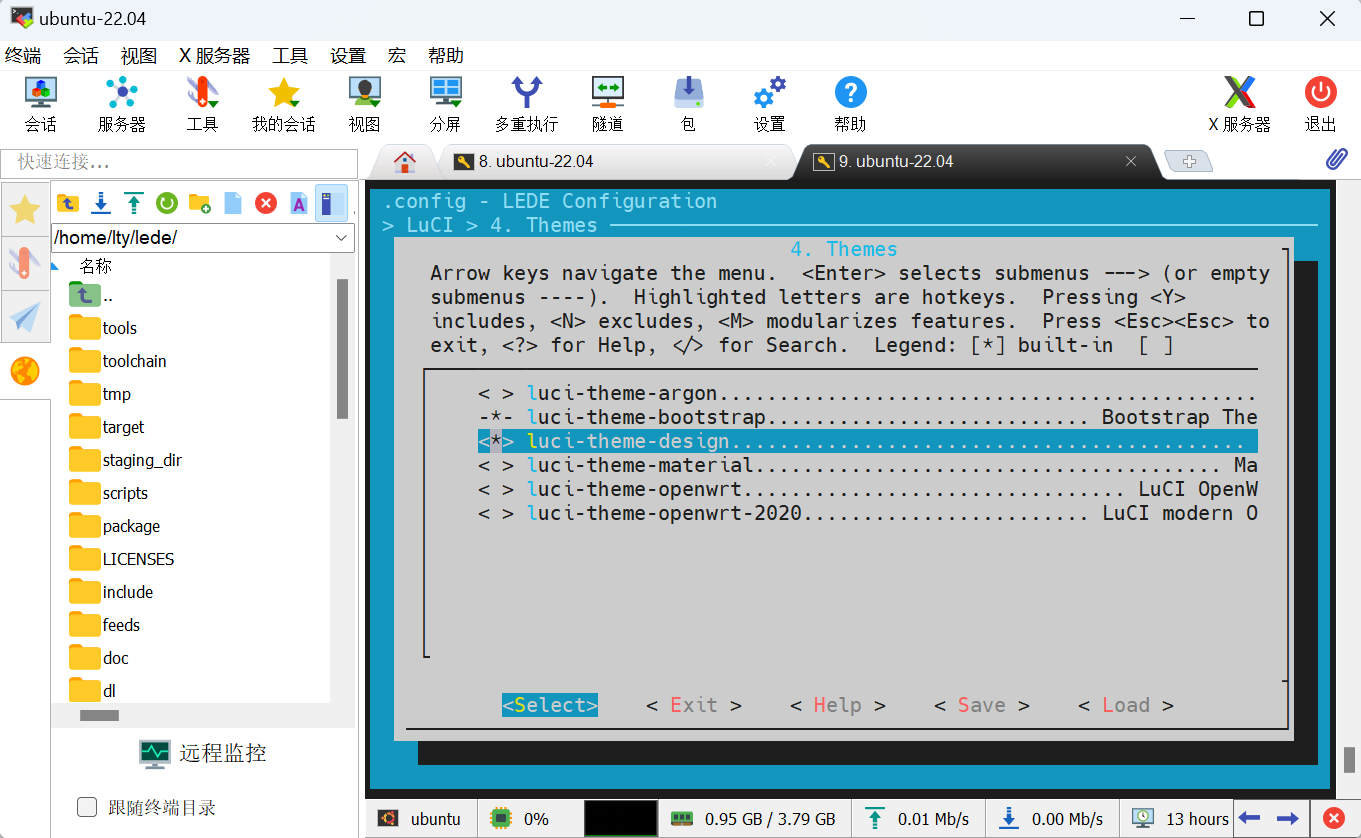 ubuntu-22.04
终端 会话 视图 X 服务器 工具 设置 宏 帮助
会话 服务器 工具 我的会话 视图 分屏 多重执行 隧道 包 设置 帮助 X 服务器 退出
快速连接...
8. ubuntu-22.04
9. ubuntu-22.04
/home/lty/lede/
名称
..
tools
toolchain
tmp
target
staging_dir
scripts
package
LICENSES
include
feeds
doc
dl
远程监控
跟随终端目录
.config - LEDE Configuration
> LuCI > 4. Themes
4. Themes
Arrow keys navigate the menu.  <Enter> selects submenus ---> (or empty
submenus ----).  Highlighted letters are hotkeys.  Pressing <Y>
includes, <N> excludes, <M> modularizes features.  Press <Esc><Esc> to
exit, <?> for Help, </> for Search.  Legend: [*] built-in  [ ]
< > luci-theme-argon.............................................
-*- luci-theme-bootstrap........................... Bootstrap The
<*> luci-theme-design...........................................
< > luci-theme-material....................................... Ma
< > luci-theme-openwrt................................ LuCI OpenW
< > luci-theme-openwrt-2020........................ LuCI modern O
<Select> < Exit > < Help > < Save > < Load >
ubuntu 0% 0.95 GB / 3.79 GB 0.01 Mb/s 0.00 Mb/s 13 hours